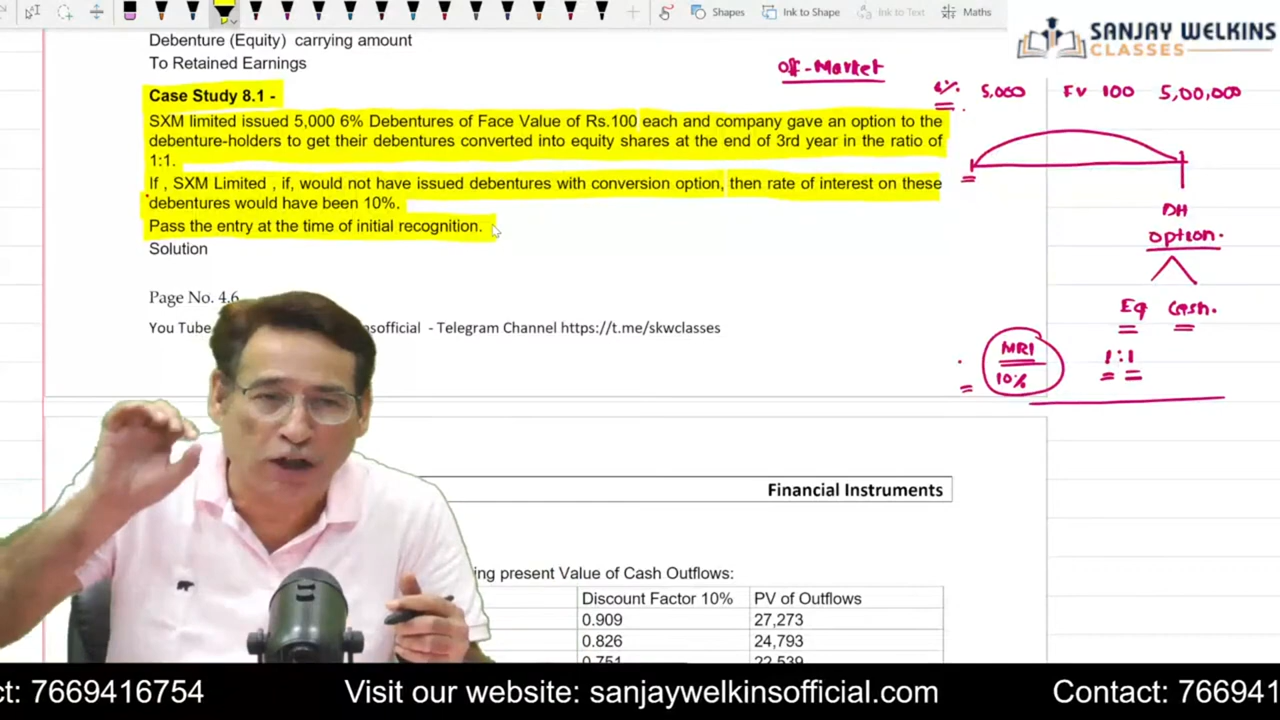 Shapes
Ink to Shape
Ink to Text
Maths
SANJAY WELKINS
CLASSES
Debenture (Equity) carrying amount
To Retained Earnings
Off-Market
Case Study 8.1 -
6% 5,000 FV 100 5,00,000
SXM limited issued 5,000 6% Debentures of Face Value of Rs.100 each and company gave an option to the
debenture-holders to get their debentures converted into equity shares at the end of 3rd year in the ratio of
1:1.
If , SXM Limited , if, would not have issued debentures with conversion option, then rate of interest on these
debentures would have been 10%.
Pass the entry at the time of initial recognition.
DH
option.
Solution
Page No. 4.6
Eq Cash.
You Tube
nsofficial - Telegram Channel https://t.me/skwclasses
MRI
10%
1:1
Financial Instruments
ing present Value of Cash Outflows:
Discount Factor 10% PV of Outflows
0.909 27,273
0.826 24,793
0.751 22,539
ct: 7669416754 Visit our website: sanjaywelkinsofficial.com Contact: 766941